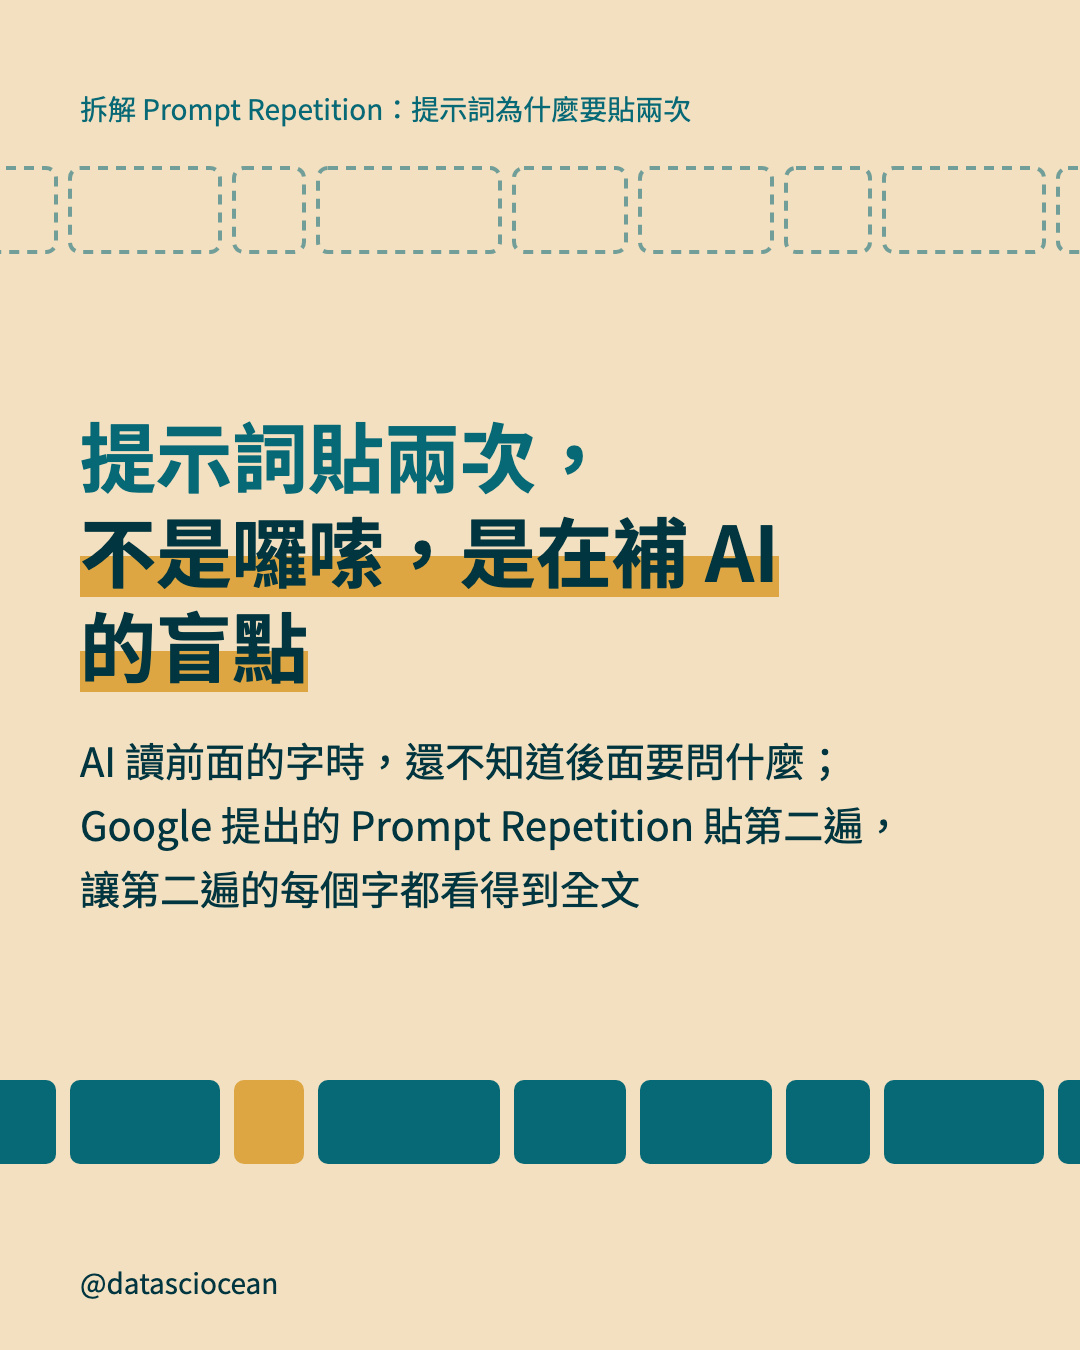 拆解 Prompt Repetition：提示詞為什麼要貼兩次
提示詞貼兩次，
不是囉嗦，是在補 AI
的盲點
AI 讀前面的字時，還不知道後面要問什麼；
Google 提出的 Prompt Repetition 貼第二遍，
讓第二遍的每個字都看得到全文
@datasciocean